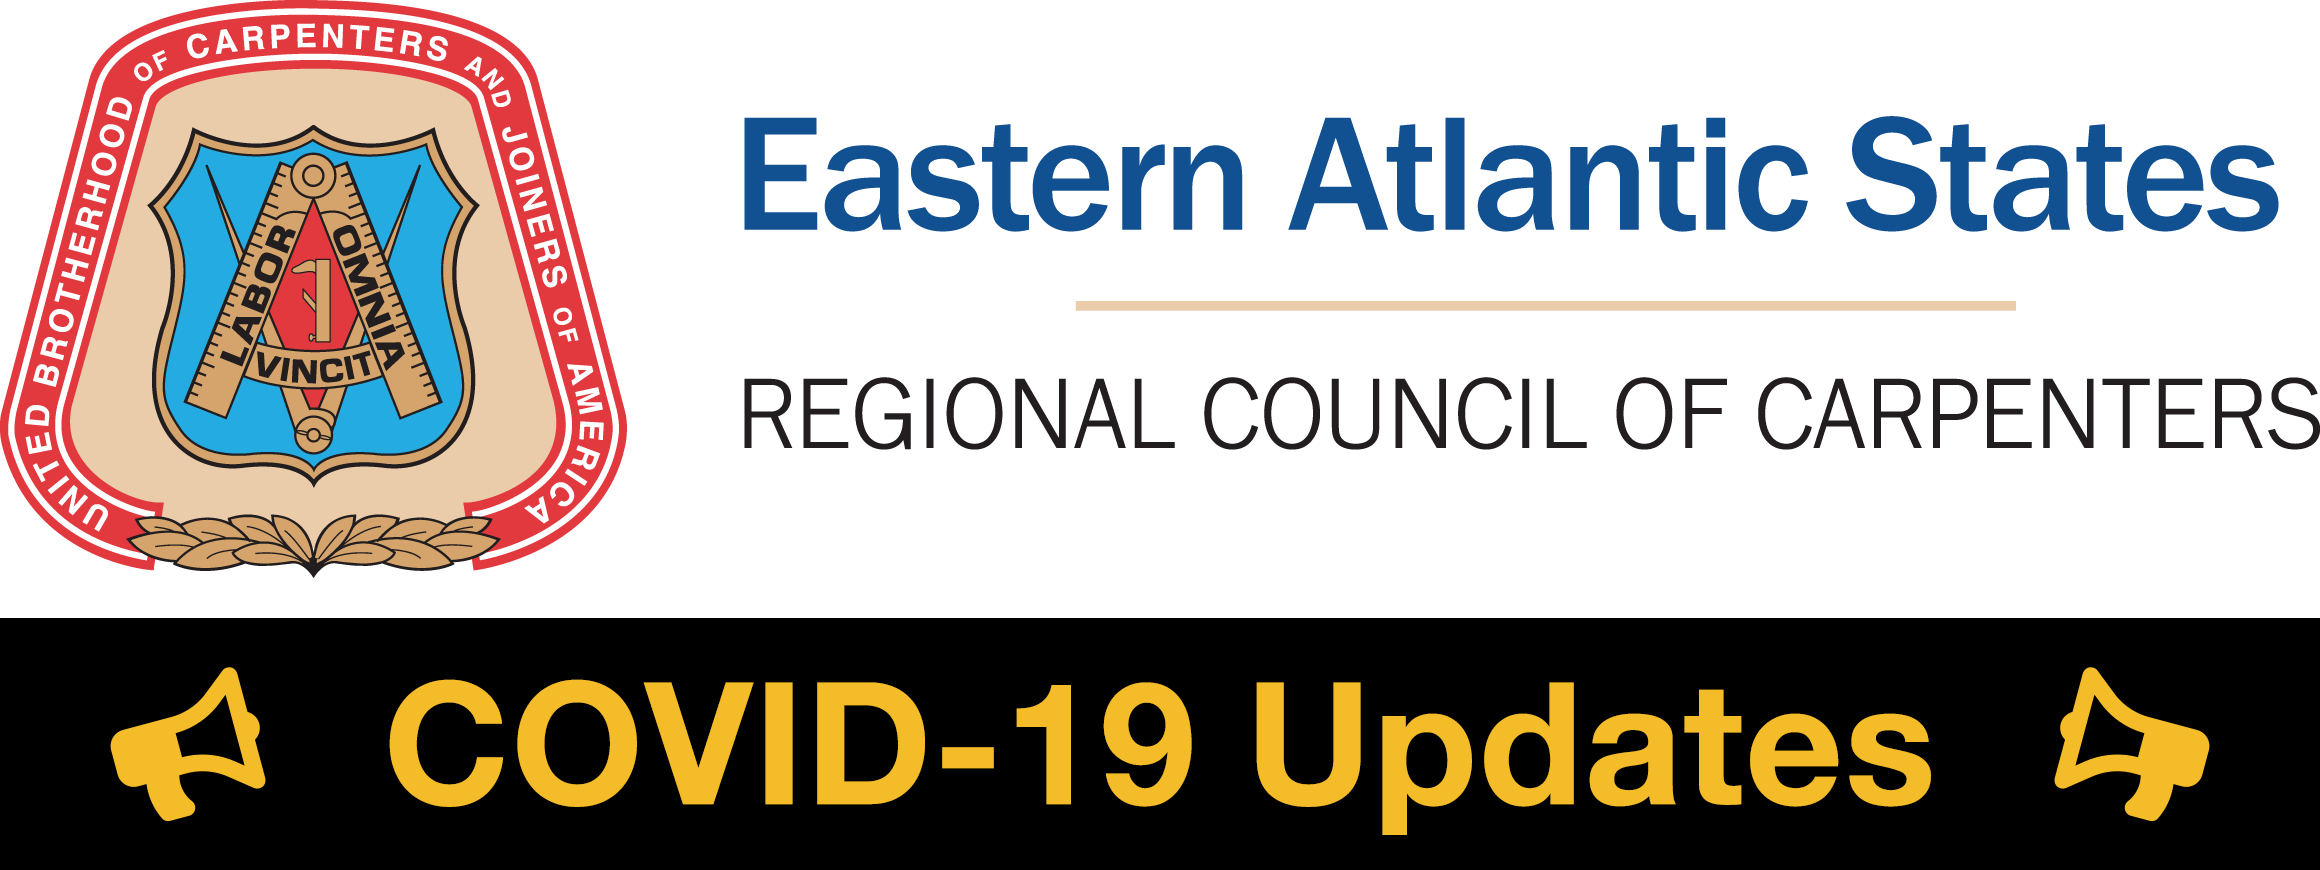 UNITED BROTHERHOOD OF CARPENTERS AND JOINERS OF AMERICA
LABOR OMNIA
VINCIT
Eastern Atlantic States
REGIONAL COUNCIL OF CARPENTERS
COVID-19 Updates